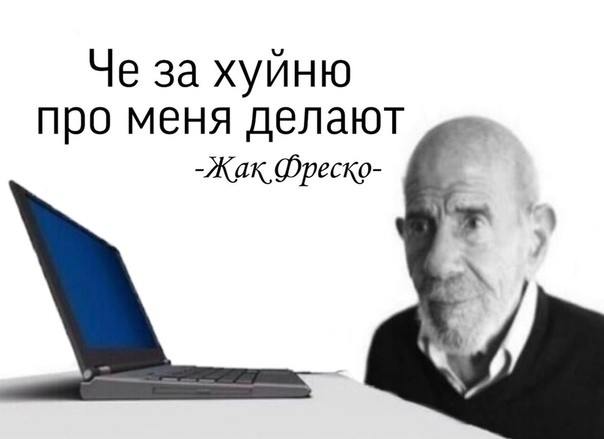 Че за хуйню
про меня делают
-Жак Фреско-